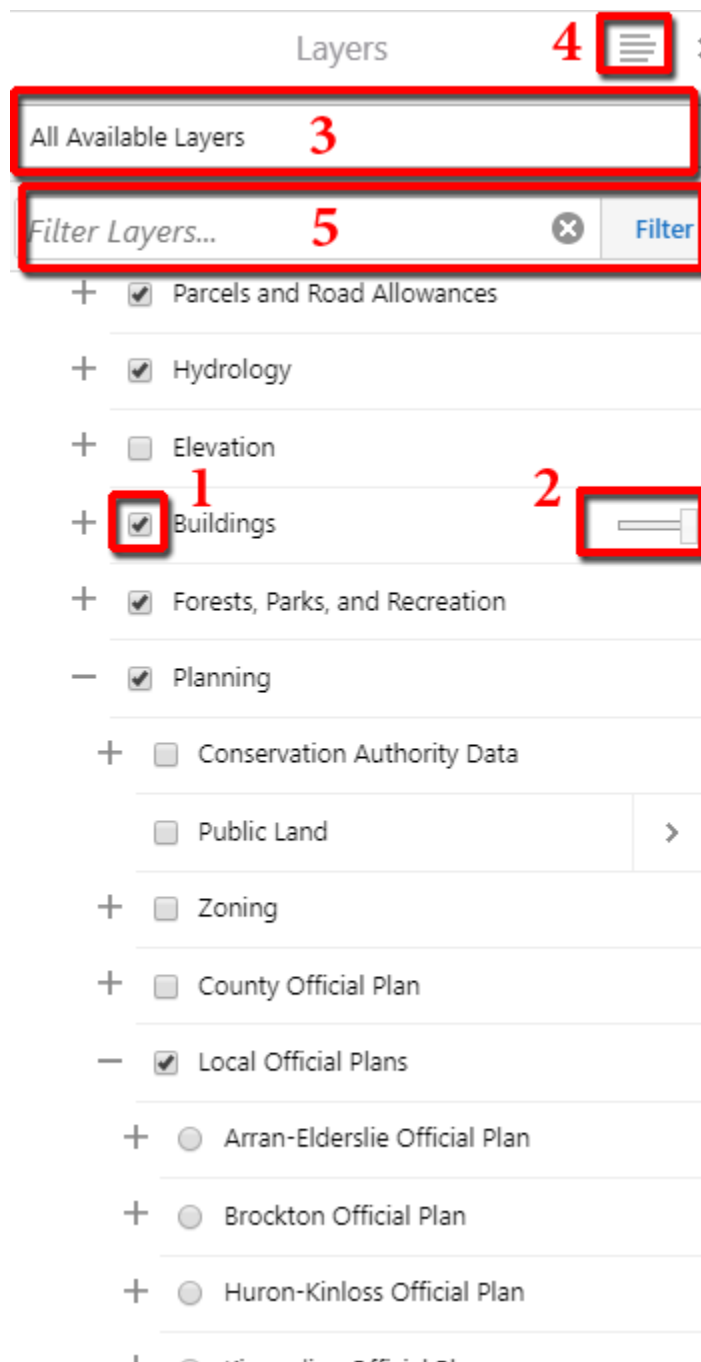 Layers 4
All Available Layers 3
Filter Layers... 5 Filter
Parcels and Road Allowances
Hydrology
Elevation
1 2
Buildings
Forests, Parks, and Recreation
Planning
Conservation Authority Data
Public Land
Zoning
County Official Plan
Local Official Plans
Arran-Elderslie Official Plan
Brockton Official Plan
Huron-Kinloss Official Plan